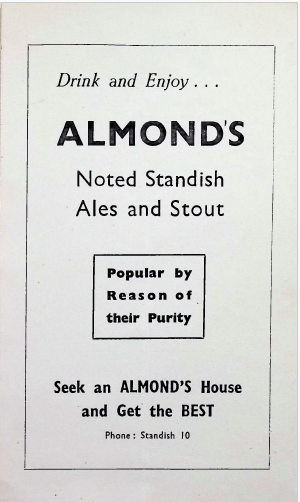 Drink and Enjoy . . .
ALMOND'S
Noted Standish
Ales and Stout
Popular by
Reason of
their Purity
Seek an ALMOND'S House
and Get the BEST
Phone : Standish 10